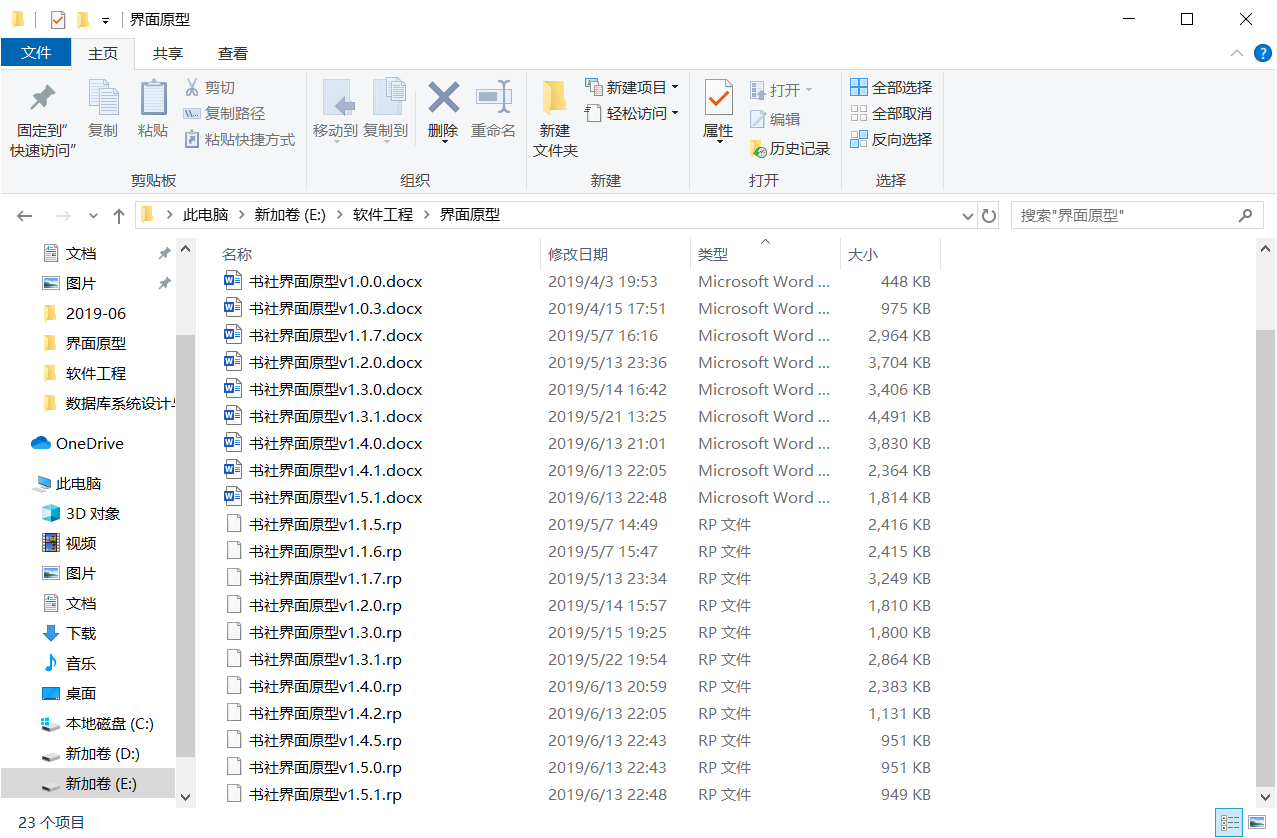 界面原型
文件 主页 共享 查看
固定到“快速访问”
复制
粘贴
剪切
复制路径
粘贴快捷方式
剪贴板
移动到
复制到
删除
重命名
组织
新建文件夹
新建项目
轻松访问
新建
属性
打开
编辑
历史记录
打开
全部选择
全部取消
反向选择
选择
此电脑 新加卷 (E:) 软件工程 界面原型
搜索"界面原型"
文档
图片
2019-06
界面原型
软件工程
数据库系统设计
OneDrive
此电脑
3D 对象
视频
图片
文档
下载
音乐
桌面
本地磁盘 (C:)
新加卷 (D:)
新加卷 (E:)
名称 修改日期 类型 大小
书社界面原型v1.0.0.docx 2019/4/3 19:53 Microsoft Word ... 448 KB
书社界面原型v1.0.3.docx 2019/4/15 17:51 Microsoft Word ... 975 KB
书社界面原型v1.1.7.docx 2019/5/7 16:16 Microsoft Word ... 2,964 KB
书社界面原型v1.2.0.docx 2019/5/13 23:36 Microsoft Word ... 3,704 KB
书社界面原型v1.3.0.docx 2019/5/14 16:42 Microsoft Word ... 3,406 KB
书社界面原型v1.3.1.docx 2019/5/21 13:25 Microsoft Word ... 4,491 KB
书社界面原型v1.4.0.docx 2019/6/13 21:01 Microsoft Word ... 3,830 KB
书社界面原型v1.4.1.docx 2019/6/13 22:05 Microsoft Word ... 2,364 KB
书社界面原型v1.5.1.docx 2019/6/13 22:48 Microsoft Word ... 1,814 KB
书社界面原型v1.1.5.rp 2019/5/7 14:49 RP 文件 2,416 KB
书社界面原型v1.1.6.rp 2019/5/7 15:47 RP 文件 2,415 KB
书社界面原型v1.1.7.rp 2019/5/13 23:34 RP 文件 3,249 KB
书社界面原型v1.2.0.rp 2019/5/14 15:57 RP 文件 1,810 KB
书社界面原型v1.3.0.rp 2019/5/15 19:25 RP 文件 1,800 KB
书社界面原型v1.3.1.rp 2019/5/22 19:54 RP 文件 2,864 KB
书社界面原型v1.4.0.rp 2019/6/13 20:59 RP 文件 2,383 KB
书社界面原型v1.4.2.rp 2019/6/13 22:05 RP 文件 1,131 KB
书社界面原型v1.4.5.rp 2019/6/13 22:43 RP 文件 951 KB
书社界面原型v1.5.0.rp 2019/6/13 22:43 RP 文件 951 KB
书社界面原型v1.5.1.rp 2019/6/13 22:48 RP 文件 949 KB
23 个项目